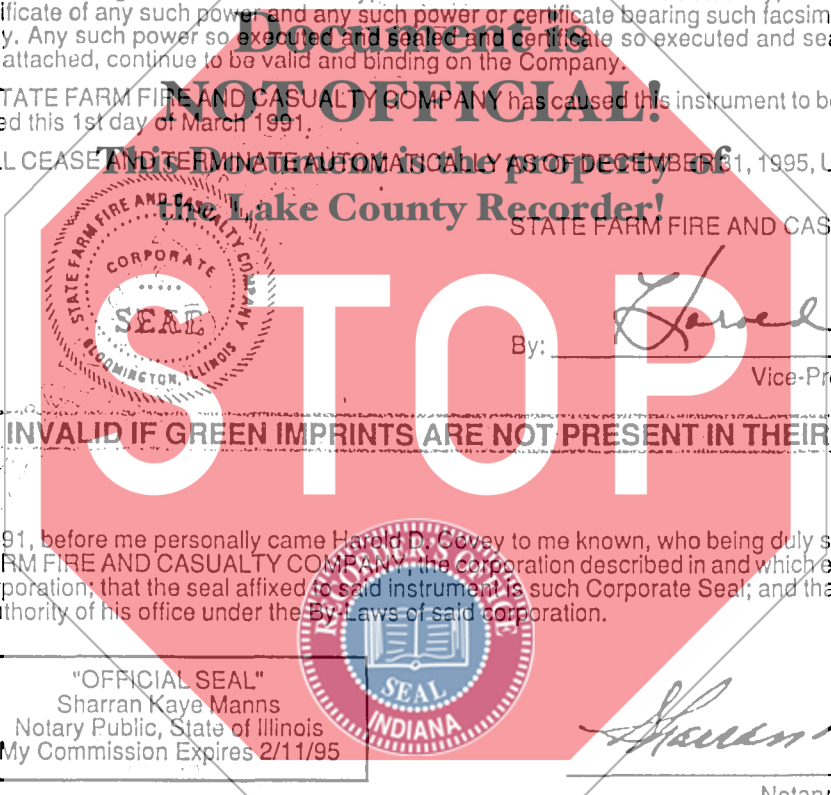 ificate of any such power and any such power or certificate bearing such facsim
Document is
y. Any such power so executed and sealed and certificate so executed and sea
attached, continue to be valid and binding on the Company.
NOT OFFICIAL!
TATE FARM FIRE AND CASUALTY COMPANY has caused this instrument to be
ed this 1st day of March 1991.
This Document is the property of
L CEASE AND TERMINATE AUTOMATICALLY AS OF DECEMBER 31, 1995, U
the Lake County Recorder!
STATE FARM FIRE AND CAS
STATE FARM FIRE AND CASUALTY COMPANY
CORPORATE
SEAL
BLOOMINGTON, ILLINOIS
STOP
Harold
By:
Vice-Pre
INVALID IF GREEN IMPRINTS ARE NOT PRESENT IN THEIR
91, before me personally came Harold D. Covey to me known, who being duly s
RM FIRE AND CASUALTY COMPANY, the corporation described in and which e
poration; that the seal affixed to said instrument is such Corporate Seal; and tha
thority of his office under the By-Laws of said corporation.
RECORDER'S OFFICE
SEAL
INDIANA
"OFFICIAL SEAL"
Sharran Kaye Manns
Notary Public, State of Illinois
My Commission Expires 2/11/95
Sharran
Notary